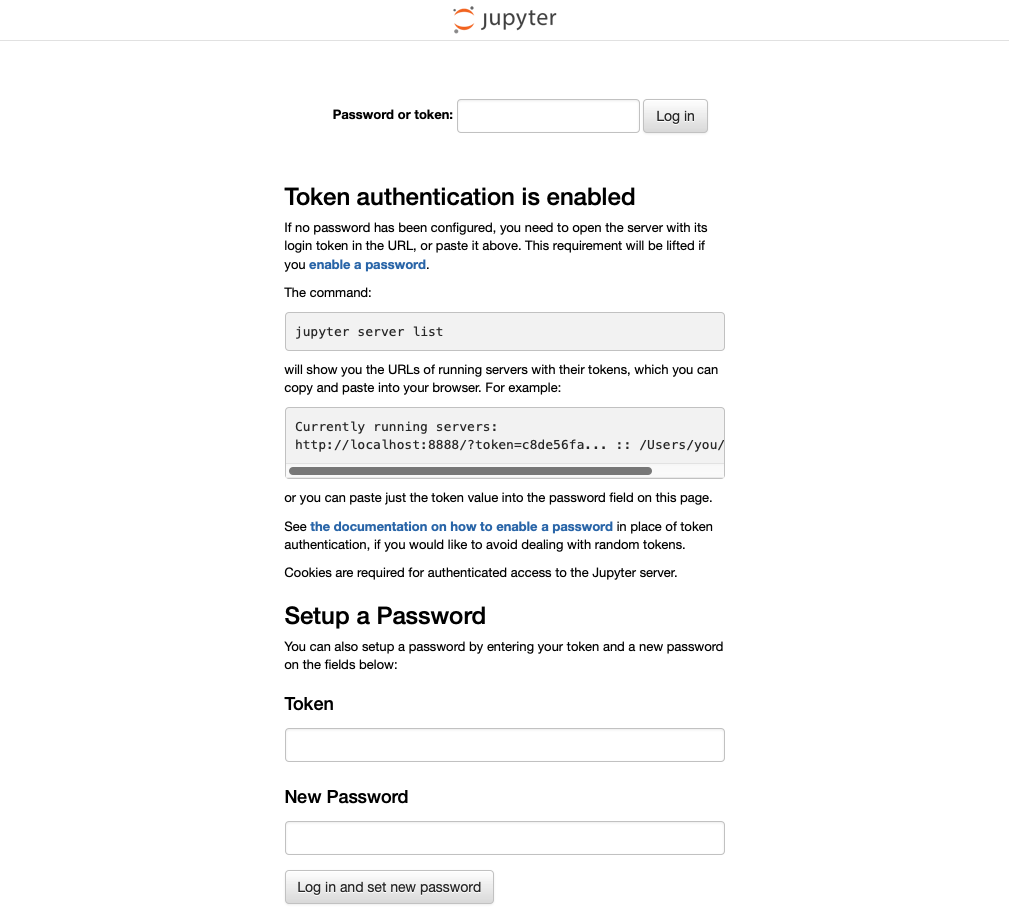 jupyter
Password or token:
Log in
Token authentication is enabled
If no password has been configured, you need to open the server with its
login token in the URL, or paste it above. This requirement will be lifted if
you enable a password.
The command:
jupyter server list
will show you the URLs of running servers with their tokens, which you can
copy and paste into your browser. For example:
Currently running servers:
http://localhost:8888/?token=c8de56fa... :: /Users/you/
or you can paste just the token value into the password field on this page.
See the documentation on how to enable a password in place of token
authentication, if you would like to avoid dealing with random tokens.
Cookies are required for authenticated access to the Jupyter server.
Setup a Password
You can also setup a password by entering your token and a new password
on the fields below:
Token
New Password
Log in and set new password